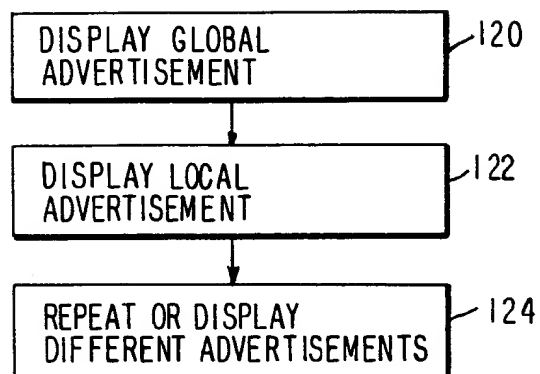 DISPLAY GLOBAL
ADVERTISEMENT
120
DISPLAY LOCAL
ADVERTISEMENT
122
REPEAT OR DISPLAY
DIFFERENT ADVERTISEMENTS
124